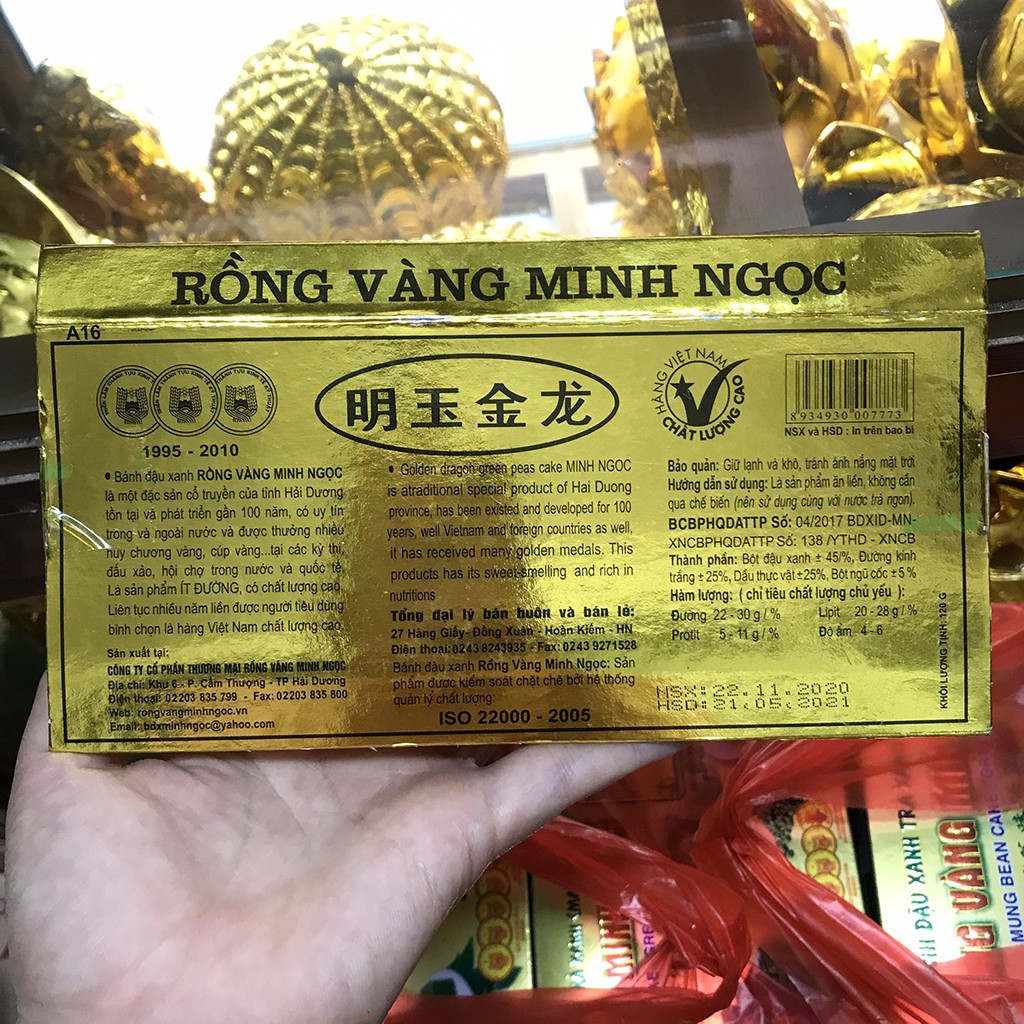 RỒNG VÀNG MINH NGỌC
A16
1995 - 2010
• Bánh đậu xanh RỒNG VÀNG MINH NGỌC
là một đặc sản cổ truyền của tỉnh Hải Dương
tồn tại và phát triển gần 100 năm, có uy tín
trong và ngoài nước và được thưởng nhiều
huy chương vàng, cúp vàng...tại các kỳ thi,
đấu xảo, hội chợ trong nước và quốc tế.
Là sản phẩm ÍT ĐƯỜNG, có chất lượng cao.
Liên tục nhiều năm liền được người tiêu dùng
bình chọn là hàng Việt Nam chất lượng cao.
Sản xuất tại:
CÔNG TY CỔ PHẦN THƯƠNG MẠI RỒNG VÀNG MINH NGỌC
Địa chỉ: Khu 6 - P. Cẩm Thượng - TP Hải Dương
Điện thoại: 02203 835 799 - Fax: 02203 835 800
Web: rongvangminhngoc.vn
Email: bdxminhngoc@yahoo.com
明玉金龙
• Golden dragon green peas cake MINH NGOC
is atraditional special product of Hai Duong
province, has been existed and developed for 100
years, well Vietnam and foreign countries as well,
it has received many golden medals. This
products has its sweet-smelling and rich in
nutritions
Tổng đại lý bán buôn và bán lẻ:
27 Hàng Giấy- Đồng Xuân - Hoàn Kiếm - HN
Điện thoại: 0243 8243935 - Fax: 0243 9271528
Bánh đậu xanh Rồng Vàng Minh Ngọc: Sản
phẩm được kiểm soát chặt chẽ bởi hệ thống
quản lý chất lượng:
ISO 22000 - 2005
HÀNG VIỆT NAM
CHẤT LƯỢNG CAO
8 934930 007773
NSX và HSD : In trên bao bì
Bảo quản: Giữ lạnh và khô, tránh ánh nắng mặt trời
Hướng dẫn sử dụng: Là sản phẩm ăn liền, không cần
qua chế biến (nên sử dụng cùng với nước trà ngon).
BCBPHQDATTP Số: 04/2017 BDXID-MN-
XNCBPHQDATTP Số: 138 /YTHD - XNCB
Thành phần: Bột đậu xanh ± 45/%, Đường kính
trắng ± 25%, Dầu thực vật ±25%, Bột ngũ cốc ± 5 %
Hàm lượng: ( chỉ tiêu chất lượng chủ yếu ):
Đường 22 - 30 g / % Lipit 20 - 28 g / %
Protit 5 - 11 g / % Độ ẩm 4 - 6
NSX: 22.11.2020
HSD: 21.05.2021
KHỐI LƯỢNG TỊNH: 120 G
MINH
BÁNH ĐẬU XANH TRÀ
VÀNG
MUNG BEAN CAKE